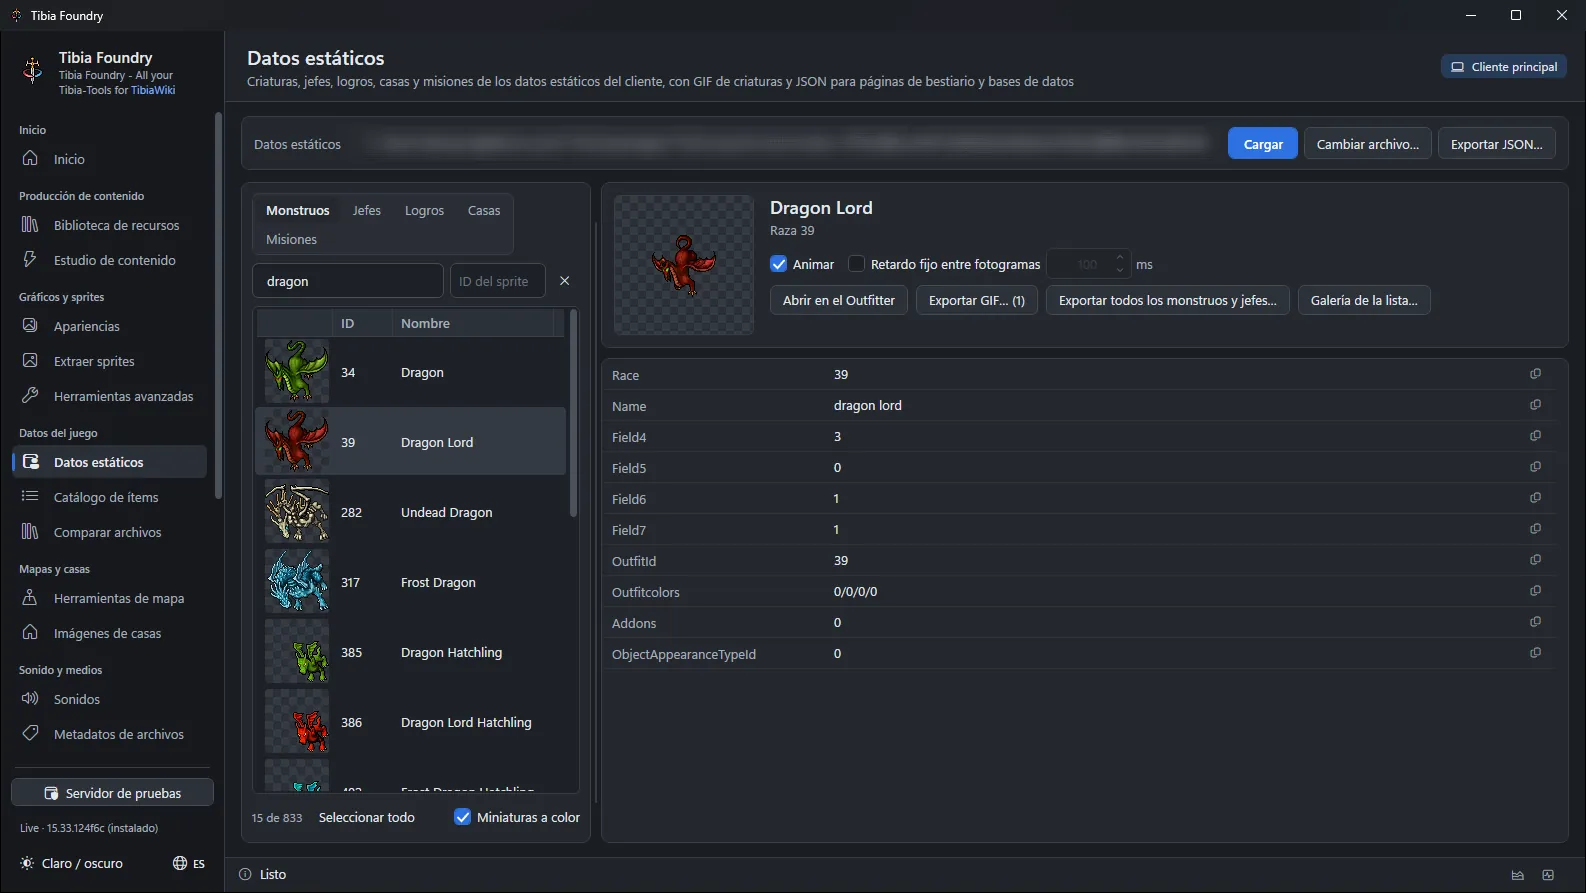 Tibia Foundry
Tibia Foundry
Tibia Foundry - All your
Tibia-Tools for TibiaWiki
Inicio
Inicio
Producción de contenido
Biblioteca de recursos
Estudio de contenido
Gráficos y sprites
Apariencias
Extraer sprites
Herramientas avanzadas
Datos del juego
Datos estáticos
Catálogo de ítems
Comparar archivos
Mapas y casas
Herramientas de mapa
Imágenes de casas
Sonido y medios
Sonidos
Metadatos de archivos
Servidor de pruebas
Live · 15.33.124f6c (instalado)
Claro / oscuro ES
Datos estáticos
Criaturas, jefes, logros, casas y misiones de los datos estáticos del cliente, con GIF de criaturas y JSON para páginas de bestiario y bases de datos
Cliente principal
Datos estáticos
Cargar Cambiar archivo... Exportar JSON...
Monstruos Jefes Logros Casas
Misiones
dragon ID del sprite
ID Nombre
34 Dragon
39 Dragon Lord
282 Undead Dragon
317 Frost Dragon
385 Dragon Hatchling
386 Dragon Lord Hatchling
15 de 833 Seleccionar todo Miniaturas a color
Dragon Lord
Raza 39
Animar Retardo fijo entre fotogramas 100 ms
Abrir en el Outfitter Exportar GIF... (1) Exportar todos los monstruos y jefes... Galería de la lista...
Race 39
Name dragon lord
Field4 3
Field5 0
Field6 1
Field7 1
OutfitId 39
Outfitcolors 0/0/0/0
Addons 0
ObjectAppearanceTypeId 0
Listo